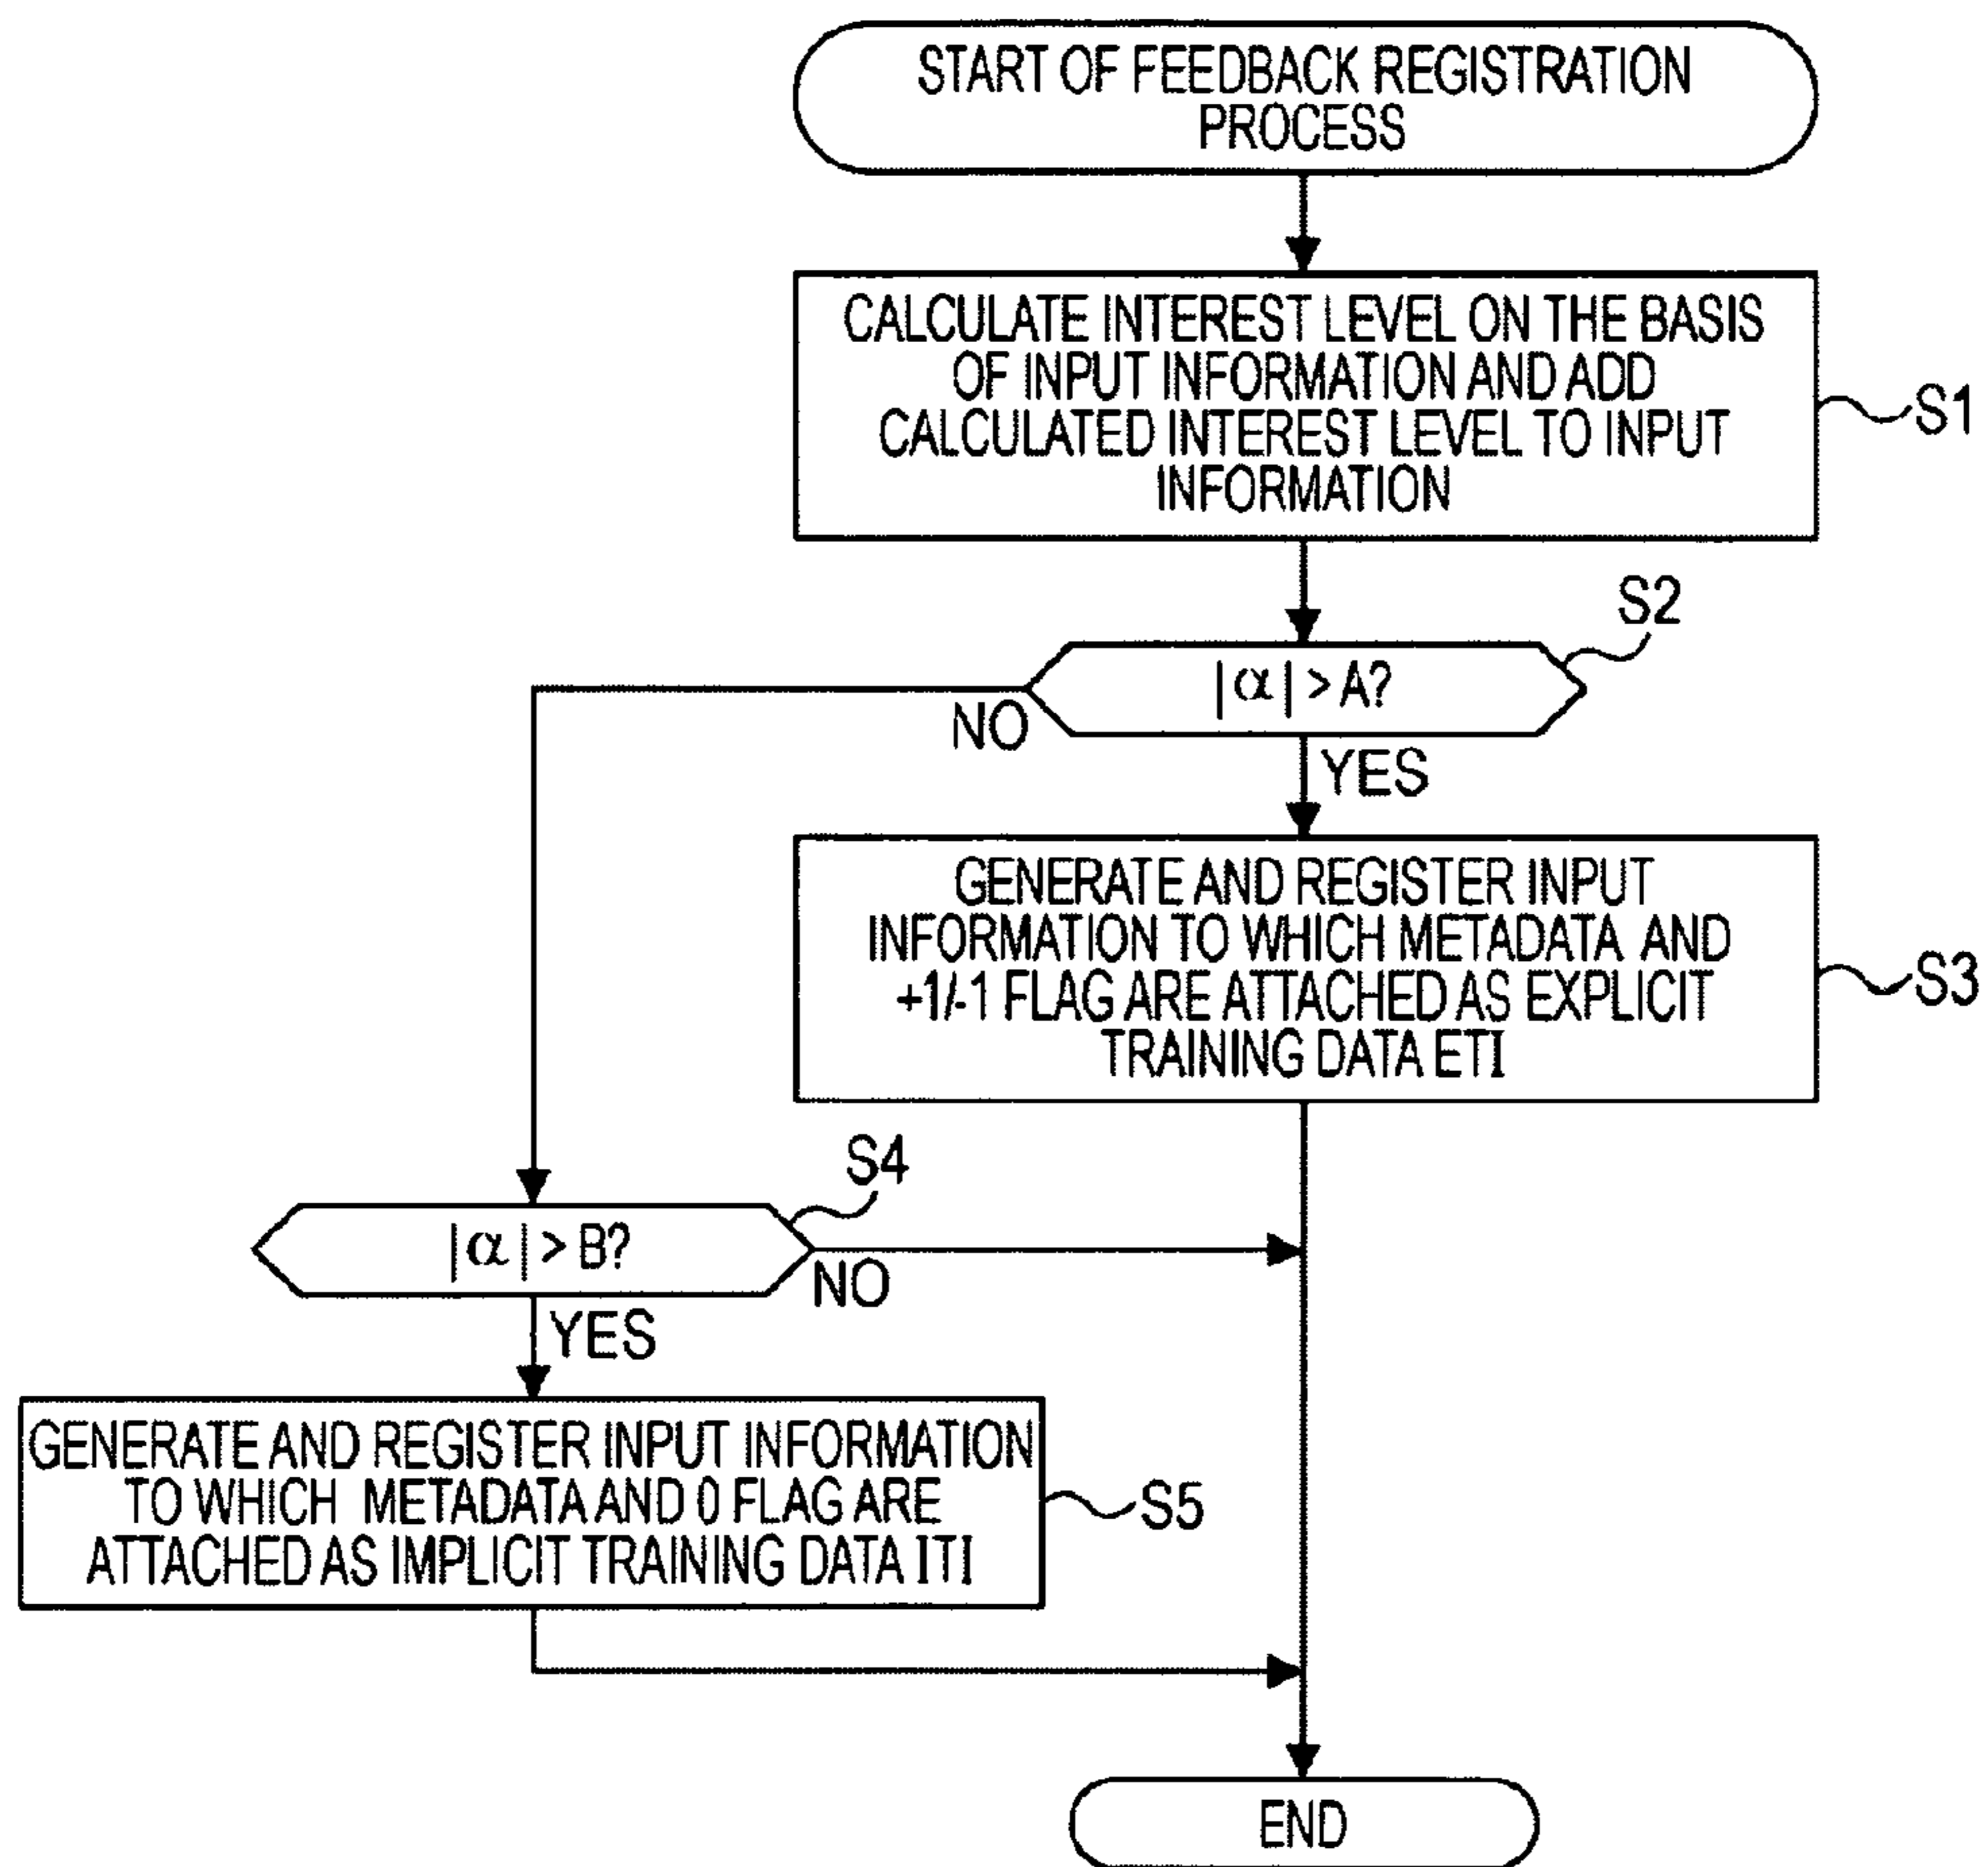 START OF FEEDBACK REGISTRATION
PROCESS
CALCULATE INTEREST LEVEL ON THE BASIS
OF INPUT INFORMATION AND ADD
CALCULATED INTEREST LEVEL TO INPUT
INFORMATION
S1
S2
|α| > A?
NO
YES
GENERATE AND REGISTER INPUT
INFORMATION TO WHICH METADATA AND
+1/-1 FLAG ARE ATTACHED AS EXPLICIT
TRAINING DATA ETI
S3
S4
|α| > B?
NO
YES
GENERATE AND REGISTER INPUT INFORMATION
TO WHICH METADATA AND 0 FLAG ARE
ATTACHED AS IMPLICIT TRAINING DATA ITI
S5
END